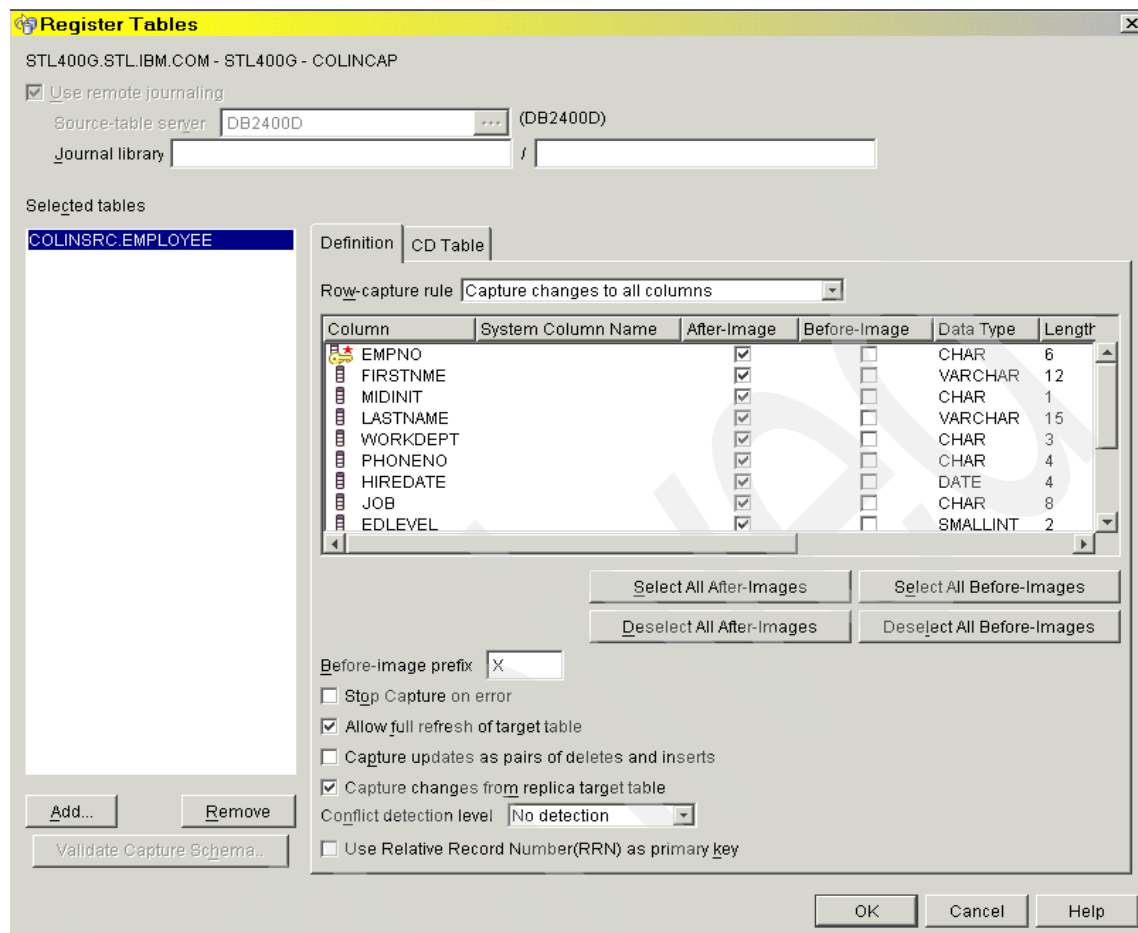 Register Tables
STL400G.STL.IBM.COM - STL400G - COLINCAP
Use remote journaling
Source-table server DB2400D ... (DB2400D)
Journal library /
Selected tables
COLINSRC.EMPLOYEE
Definition CD Table
Row-capture rule Capture changes to all columns
Column System Column Name After-Image Before-Image Data Type Length
EMPNO CHAR 6
FIRSTNME VARCHAR 12
MIDINIT CHAR 1
LASTNAME VARCHAR 15
WORKDEPT CHAR 3
PHONENO CHAR 4
HIREDATE DATE 4
JOB CHAR 8
EDLEVEL SMALLINT 2
Select All After-Images Select All Before-Images
Deselect All After-Images Deselect All Before-Images
Before-image prefix X
Stop Capture on error
Allow full refresh of target table
Capture updates as pairs of deletes and inserts
Capture changes from replica target table
Add... Remove
Conflict detection level No detection
Validate Capture Schema..
Use Relative Record Number(RRN) as primary key
OK Cancel Help